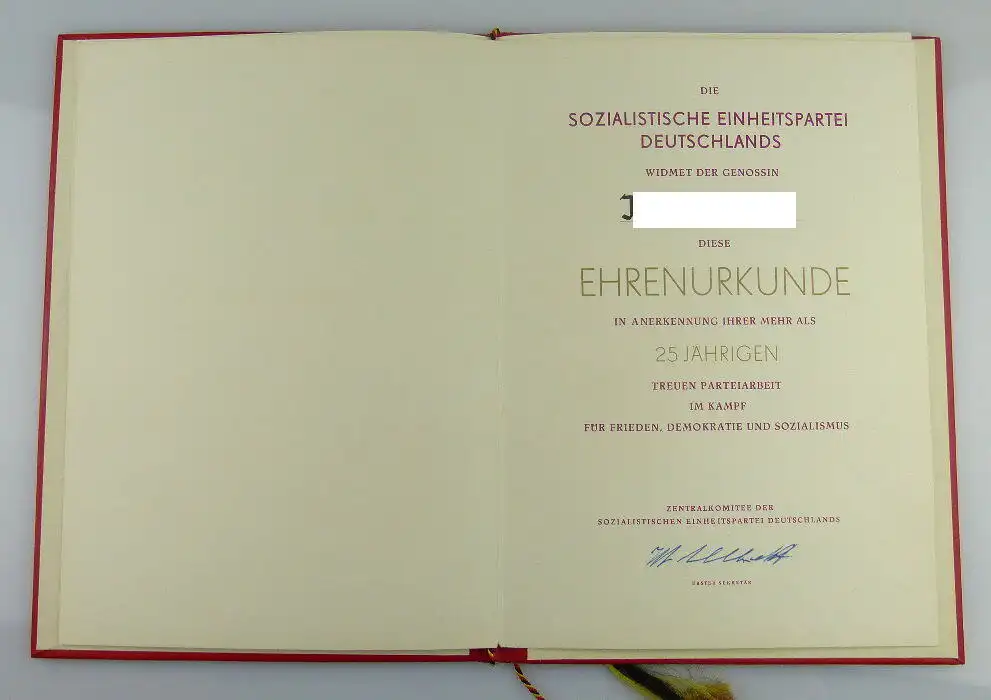 DIE
SOZIALISTISCHE EINHEITSPARTEI
DEUTSCHLANDS
WIDMET DER GENOSSIN
DIESE
EHRENURKUNDE
IN ANERKENNUNG IHRER MEHR ALS
25 JÄHRIGEN
TREUEN PARTEIARBEIT
IM KAMPF
FÜR FRIEDEN, DEMOKRATIE UND SOZIALISMUS
ZENTRALKOMITEE DER
SOZIALISTISCHEN EINHEITSPARTEI DEUTSCHLANDS
W. Ulbricht
ERSTER SEKRETÄR